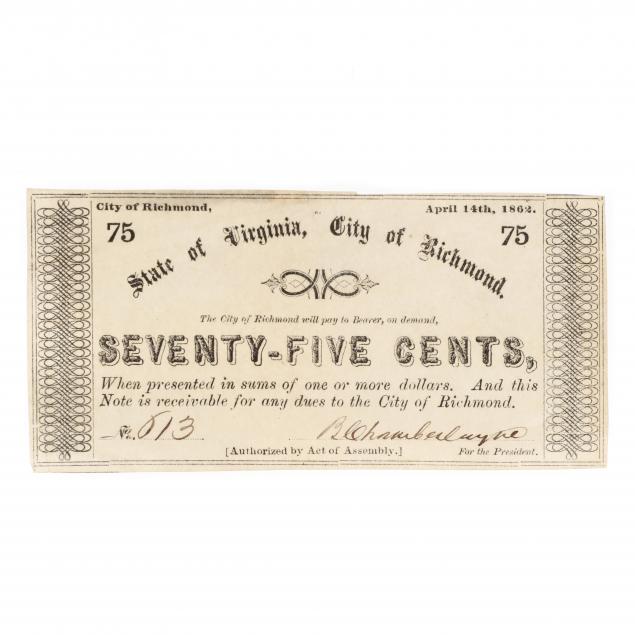 City of Richmond, April 14th, 1862.
75 75
State of Virginia, City of Richmond.
The City of Richmond will pay to Bearer, on demand,
SEVENTY-FIVE CENTS,
When presented in sums of one or more dollars. And this
Note is receivable for any dues to the City of Richmond.
No. 613 B Chamberlayne
[Authorized by Act of Assembly.] For the President.